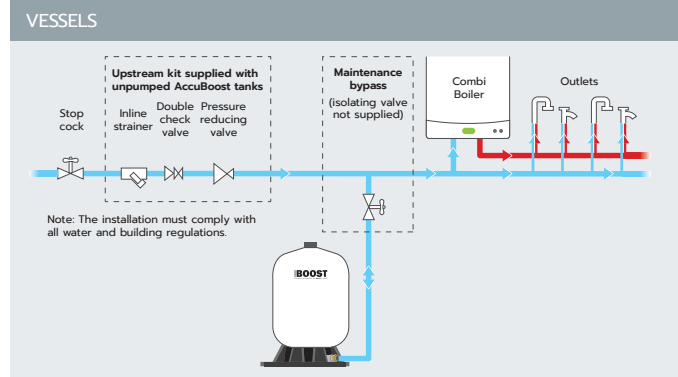 VESSELS
Upstream kit supplied with
unpumped AccuBoost tanks
Maintenance
bypass
(isolating valve
not supplied)
Combi
Boiler
Outlets
Stop
cock
Inline
strainer
Double
check
valve
Pressure
reducing
valve
Note: The installation must comply with
all water and building regulations.
BOOST